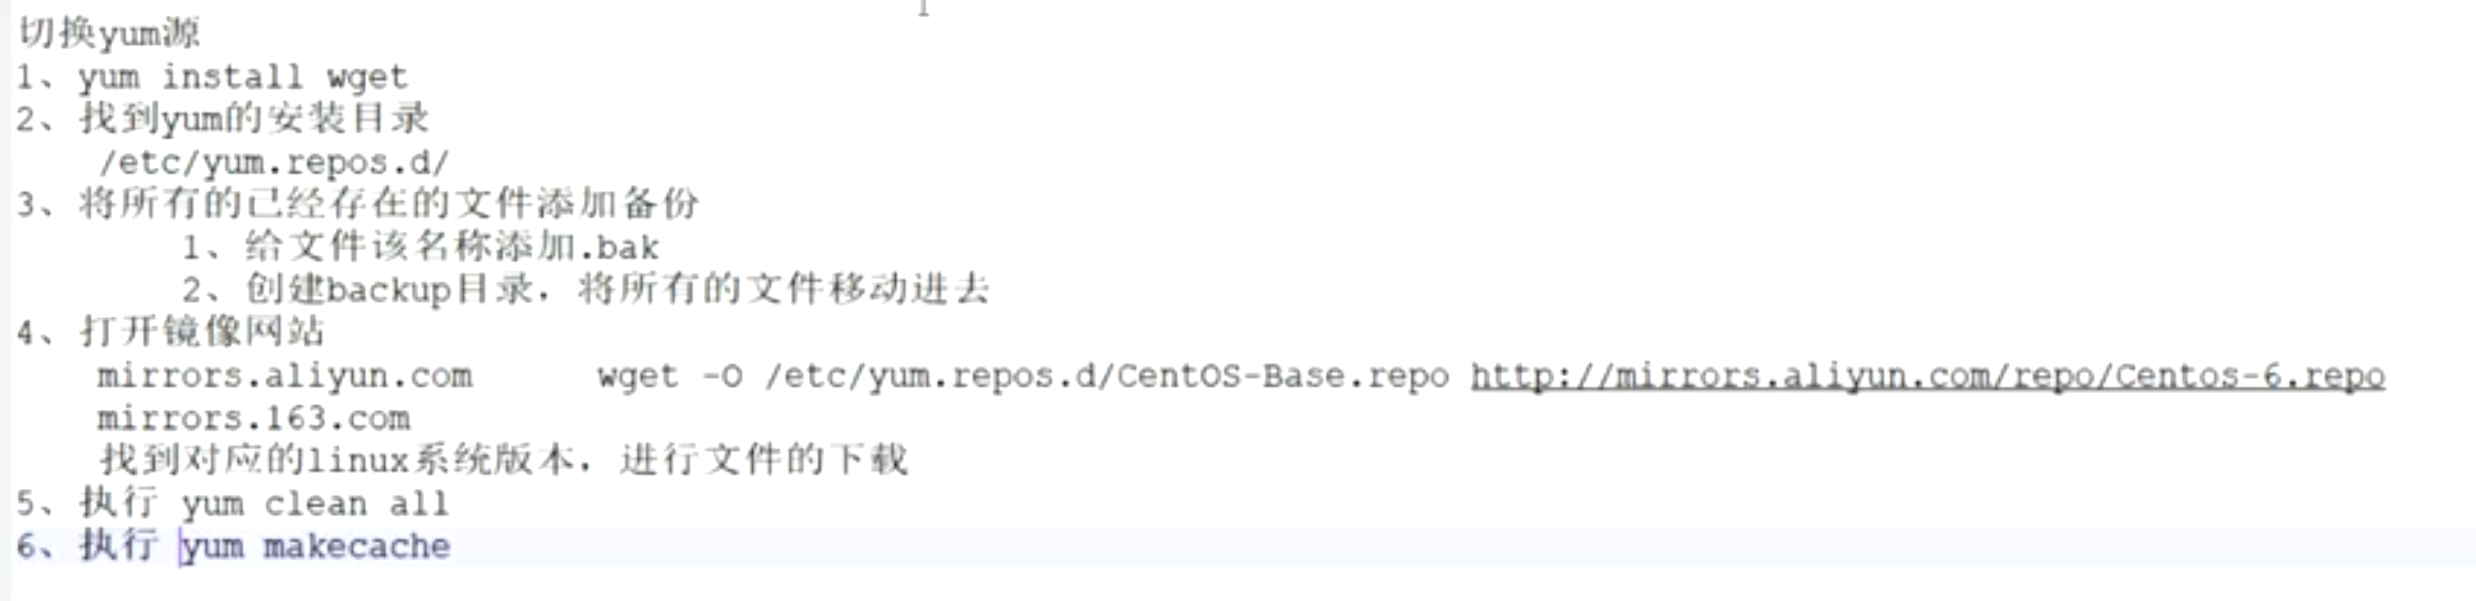 切换yum源
1、yum install wget
2、找到yum的安装目录
/etc/yum.repos.d/
3、将所有的已经存在的文件添加备份
1、给文件该名称添加.bak
2、创建backup目录，将所有的文件移动进去
4、打开镜像网站
mirrors.aliyun.com wget -O /etc/yum.repos.d/CentOS-Base.repo http://mirrors.aliyun.com/repo/Centos-6.repo
mirrors.163.com
找到对应的linux系统版本，进行文件的下载
5、执行 yum clean all
6、执行 yum makecache